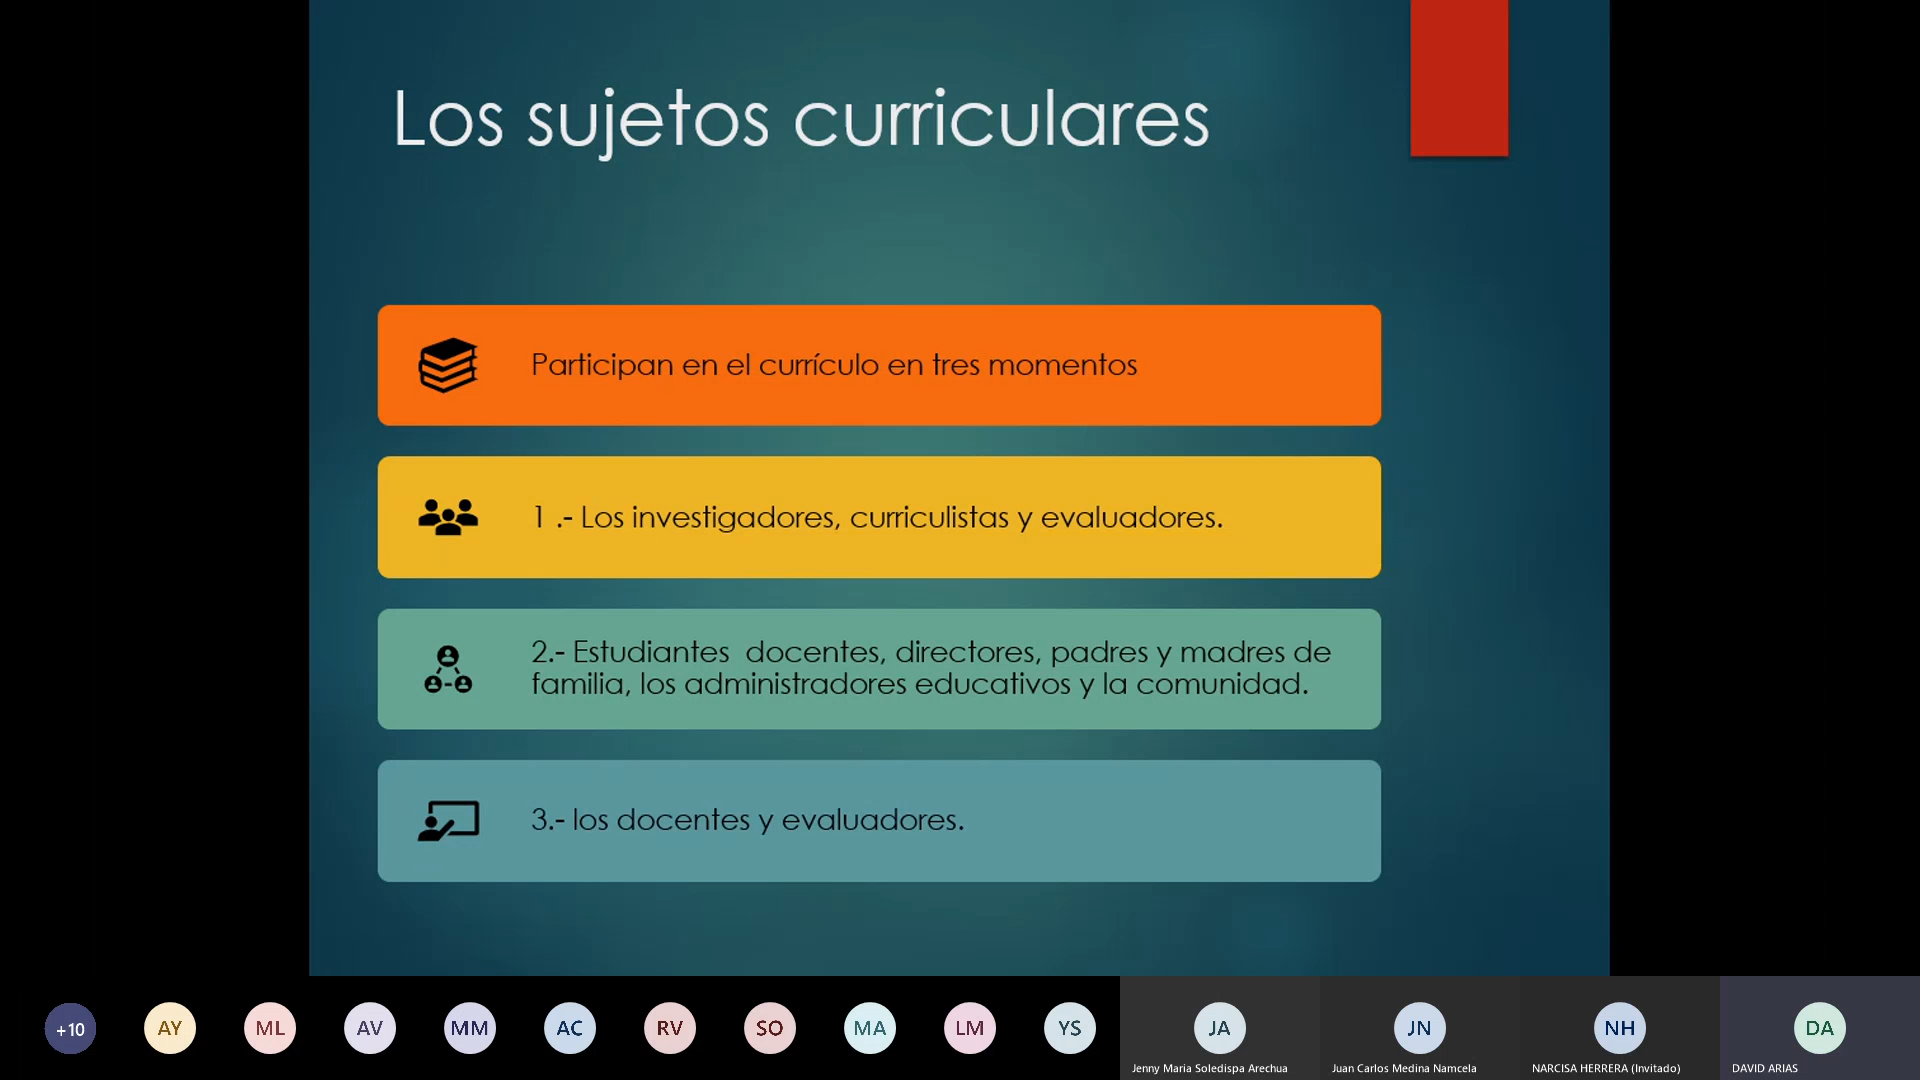 Los sujetos curriculares
Participan en el currículo en tres momentos
1 .- Los investigadores, curriculistas y evaluadores.
2.- Estudiantes  docentes, directores, padres y madres de
familia, los administradores educativos y la comunidad.
3.- los docentes y evaluadores.
+10 AY ML AV MM AC RV SO MA LM YS JA JN NH DA
Jenny Maria Soledispa Arechua Juan Carlos Medina Namcela NARCISA HERRERA (Invitado) DAVID ARIAS